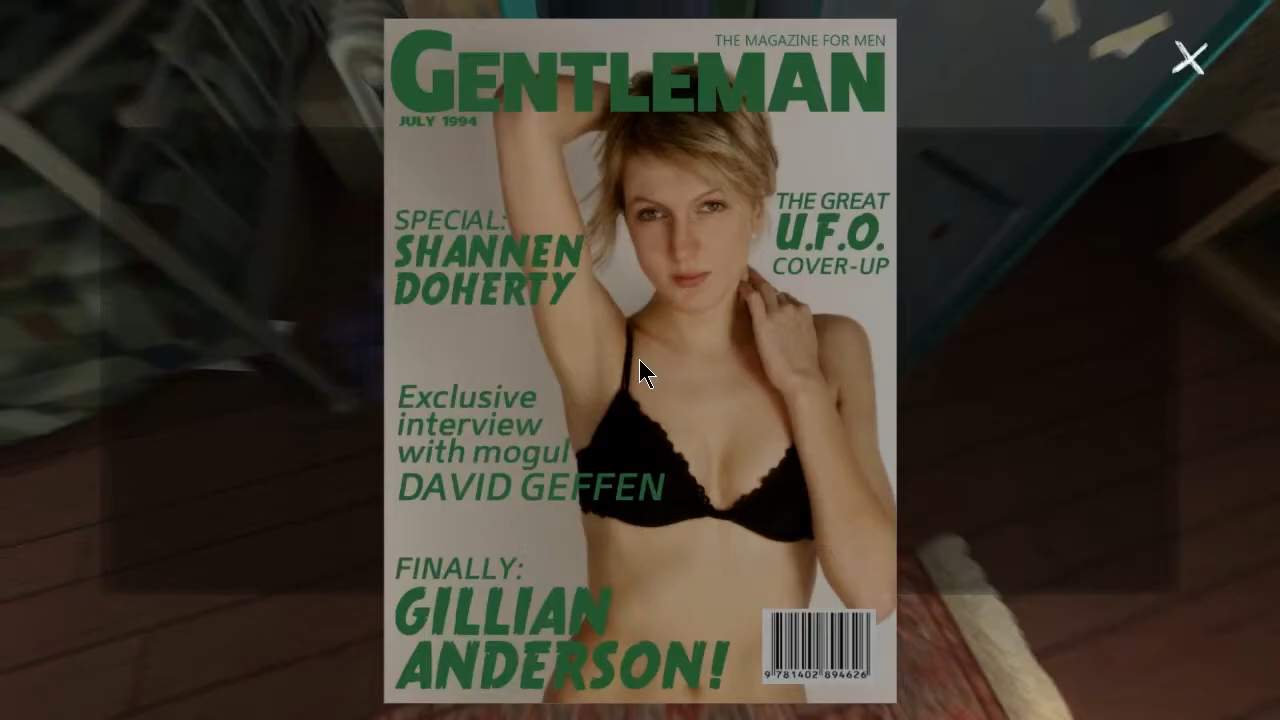 THE MAGAZINE FOR MEN
GENTLEMAN
JULY 1994
SPECIAL:
SHANNEN
DOHERTY
THE GREAT
U.F.O.
COVER-UP
Exclusive
interview
with mogul
DAVID GEFFEN
FINALLY:
GILLIAN
ANDERSON!
9 781402 894626